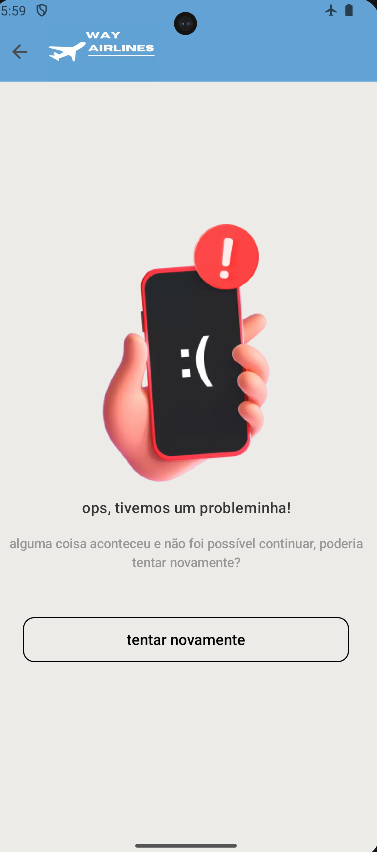 5:59
WAY
AIRLINES
!
:(
ops, tivemos um probleminha!
alguma coisa aconteceu e não foi possível continuar, poderia
tentar novamente?
tentar novamente